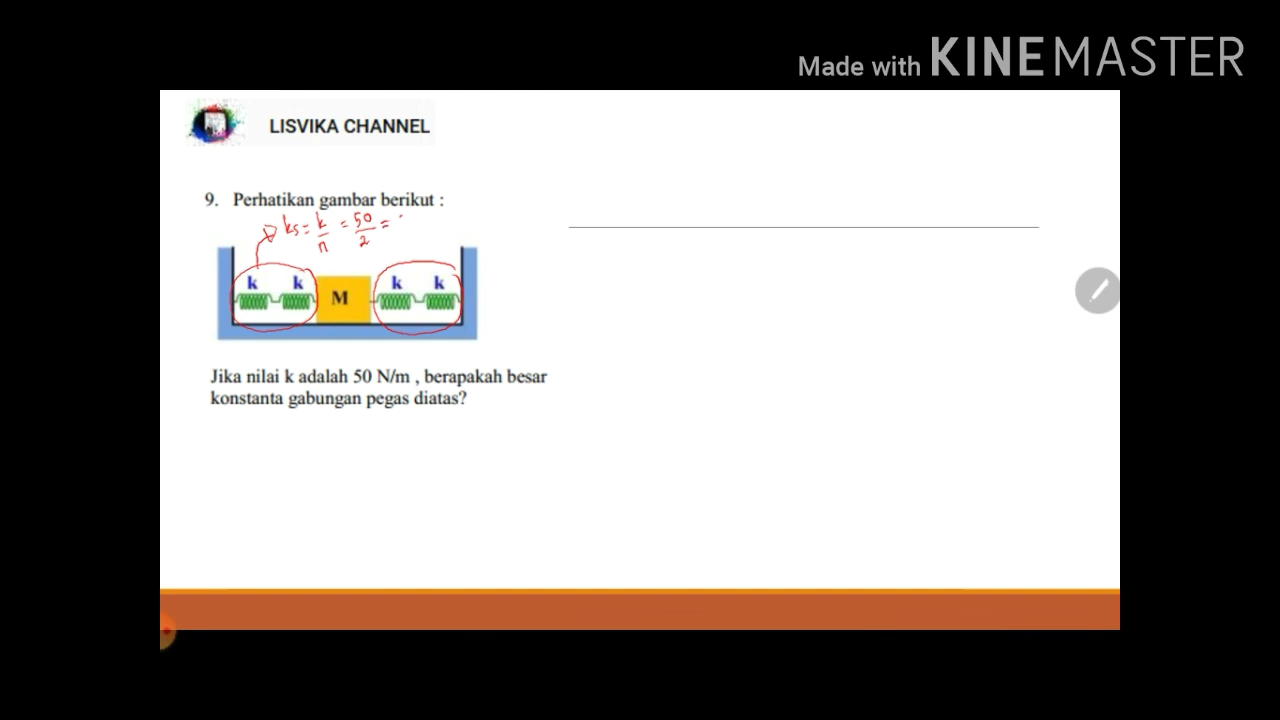 Made with KINEMASTER
LISVIKA CHANNEL
9. Perhatikan gambar berikut :
ks = k/n = 50/2 =
k k M k k
Jika nilai k adalah 50 N/m , berapakah besar
konstanta gabungan pegas diatas?